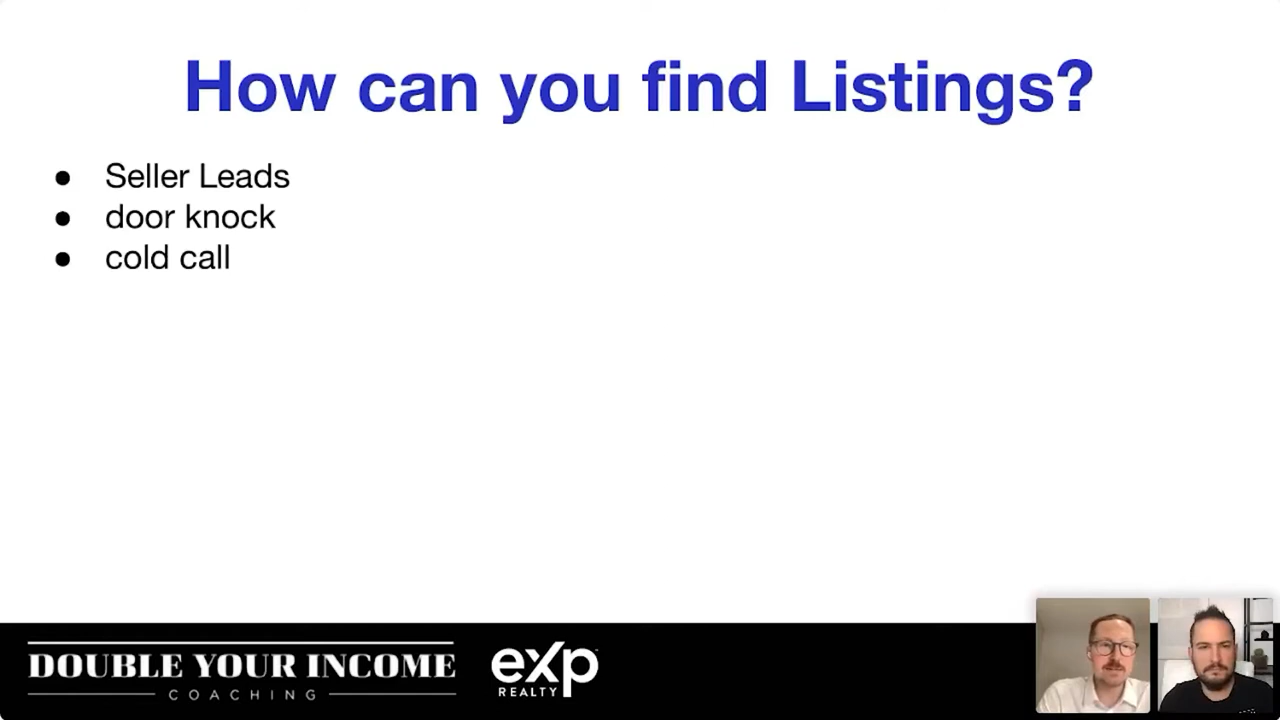 How can you find Listings?
● Seller Leads
● door knock
● cold call
DOUBLE YOUR INCOME
COACHING
eXp
REALTY